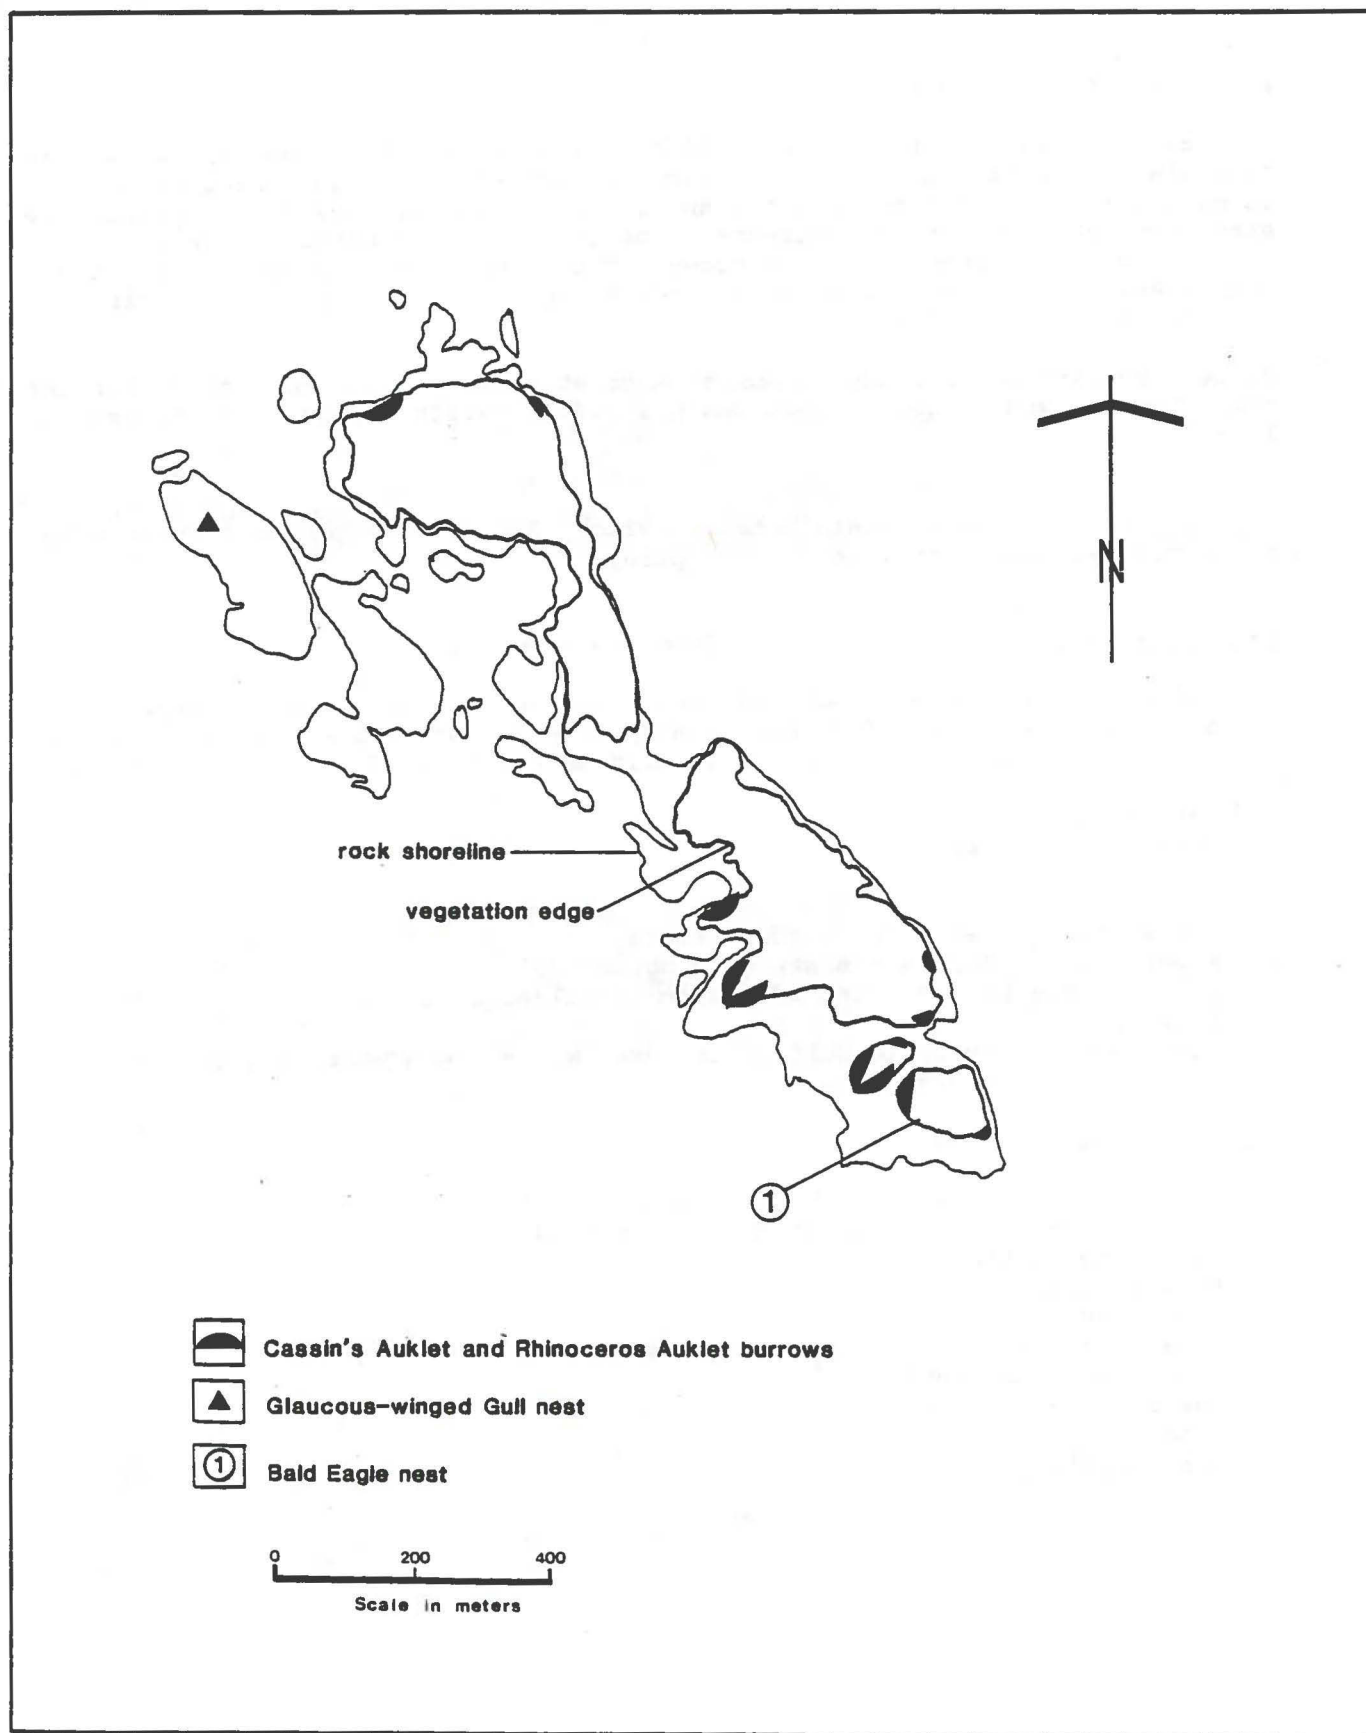 N
rock shoreline
vegetation edge
1
Cassin's Auklet and Rhinoceros Auklet burrows
Glaucous-winged Gull nest
1 Bald Eagle nest
0 200 400
Scale in meters